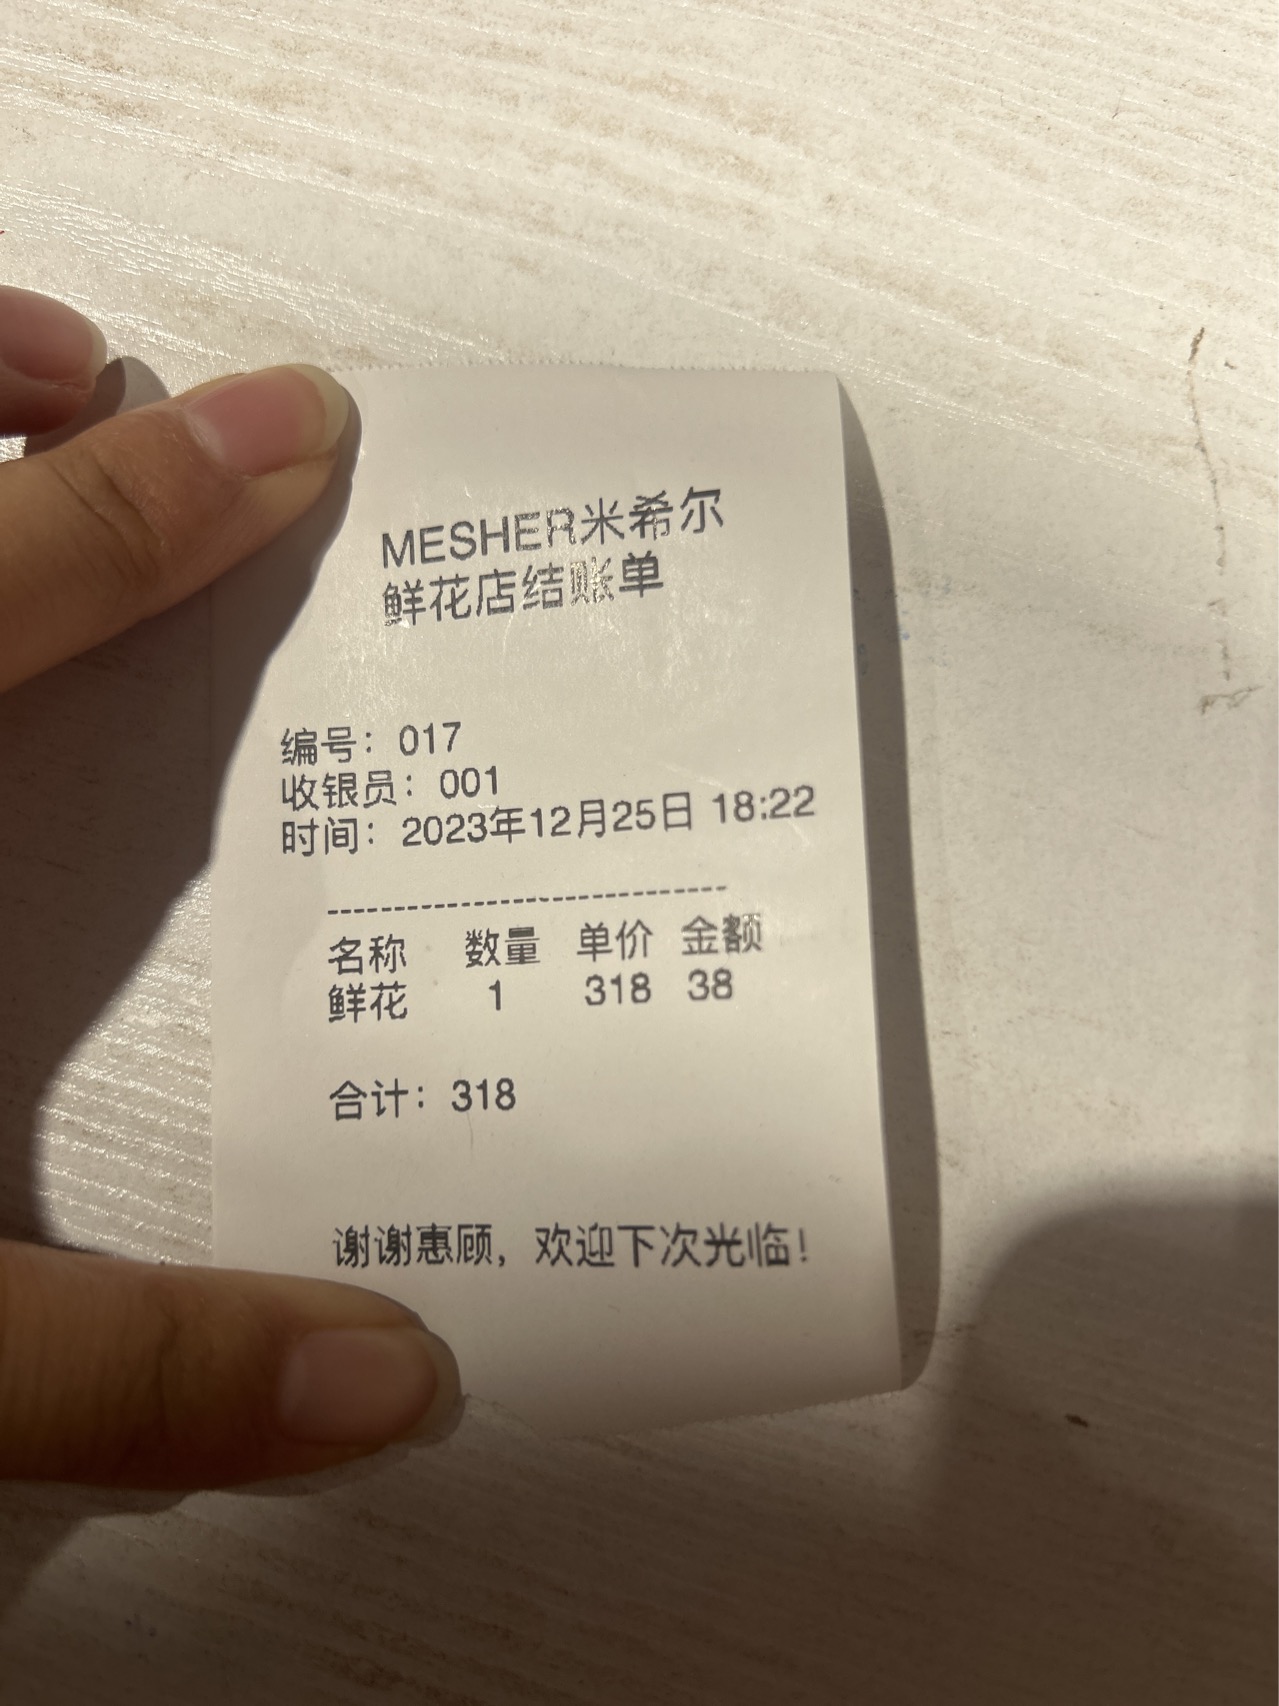 MESHER米希尔
鲜花店结账单
编号：017
收银员：001
时间：2023年12月25日 18:22
------------------------------
名称 数量 单价 金额
鲜花 1 318 38
合计：318
谢谢惠顾，欢迎下次光临！